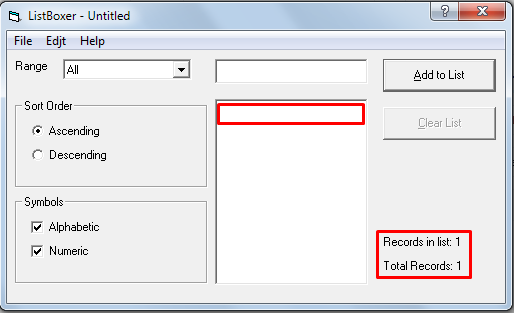 ListBoxer - Untitled
File Edjt Help
Range All Add to List
Sort Order
Ascending
Descending
Clear List
Symbols
Alphabetic
Numeric
Records in list: 1
Total Records: 1